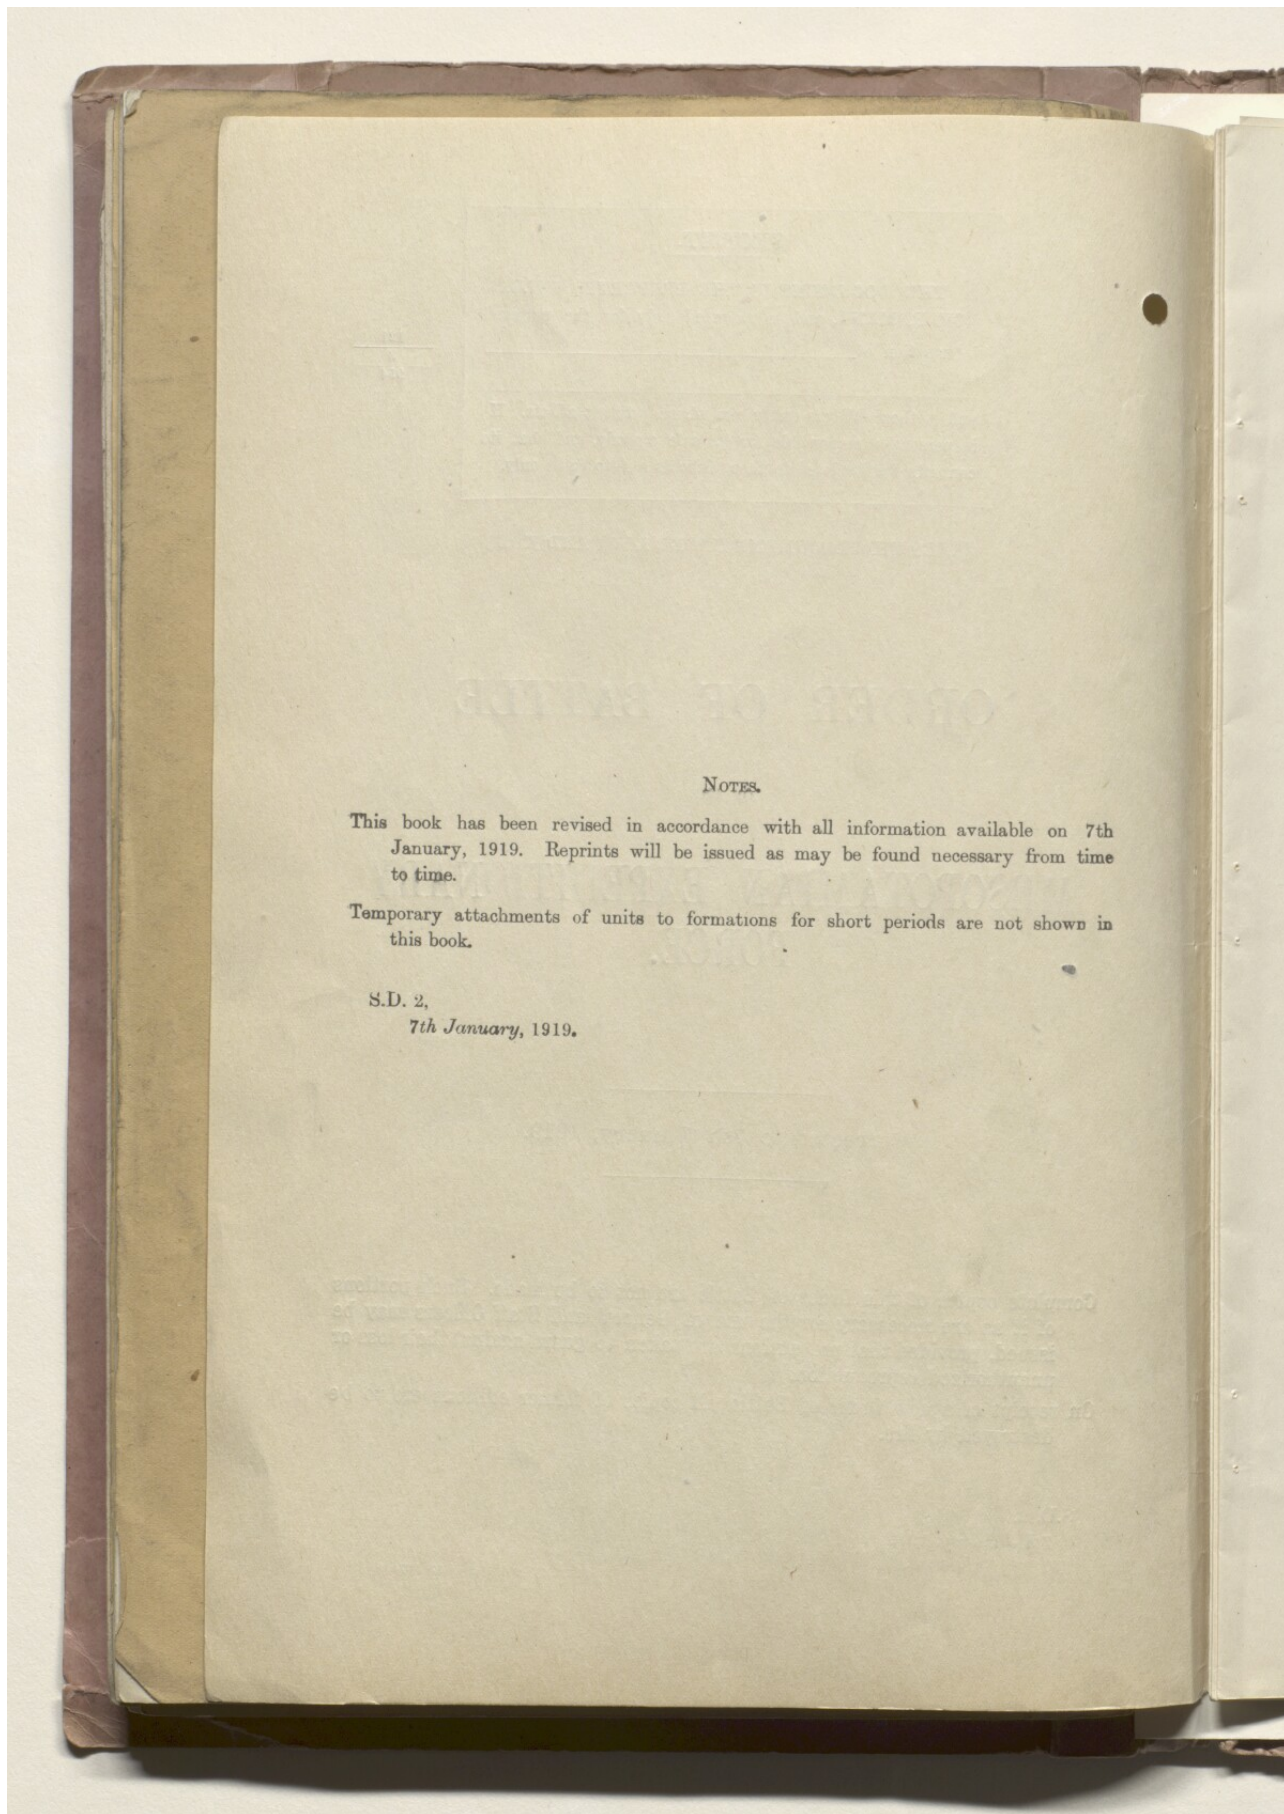 NOTES.
This book has been revised in accordance with all information available on 7th
January, 1919. Reprints will be issued as may be found necessary from time
to time.
Temporary attachments of units to formations for short periods are not shown in
this book.
S.D. 2,
7th January, 1919.